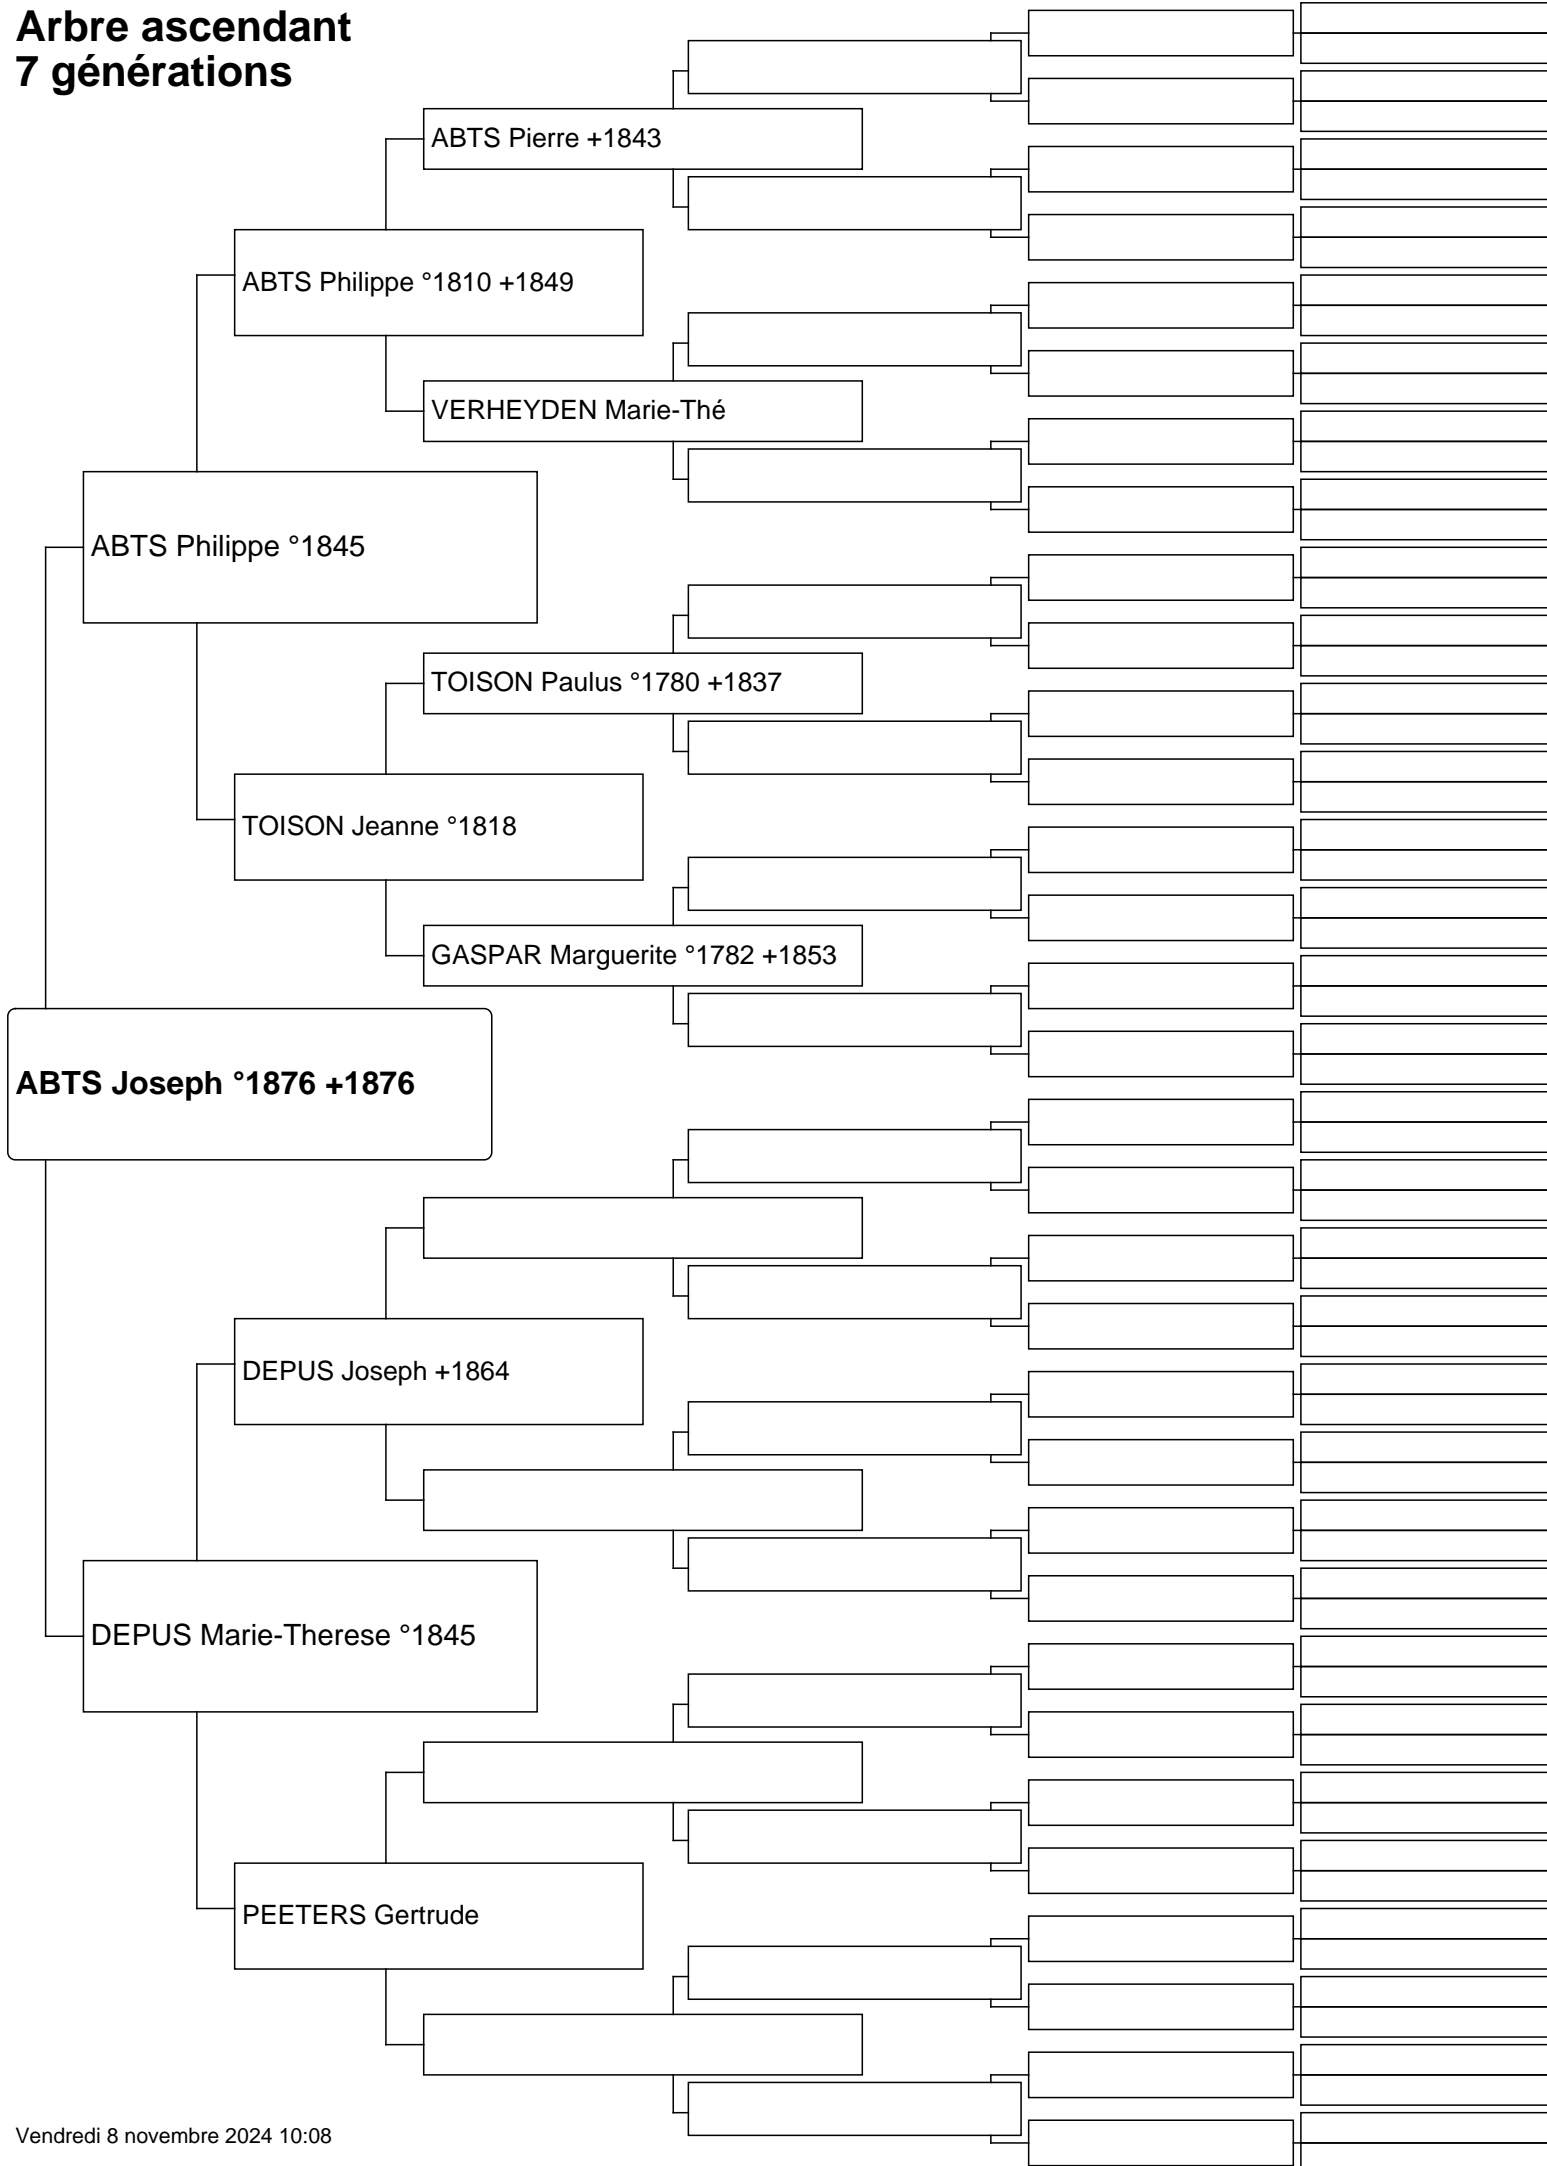 Arbre ascendant
7 générations
ABTS Pierre +1843
ABTS Philippe °1810 +1849
VERHEYDEN Marie-Thé
ABTS Philippe °1845
TOISON Paulus °1780 +1837
TOISON Jeanne °1818
GASPAR Marguerite °1782 +1853
ABTS Joseph °1876 +1876
DEPUS Joseph +1864
DEPUS Marie-Therese °1845
PEETERS Gertrude
Vendredi 8 novembre 2024 10:08